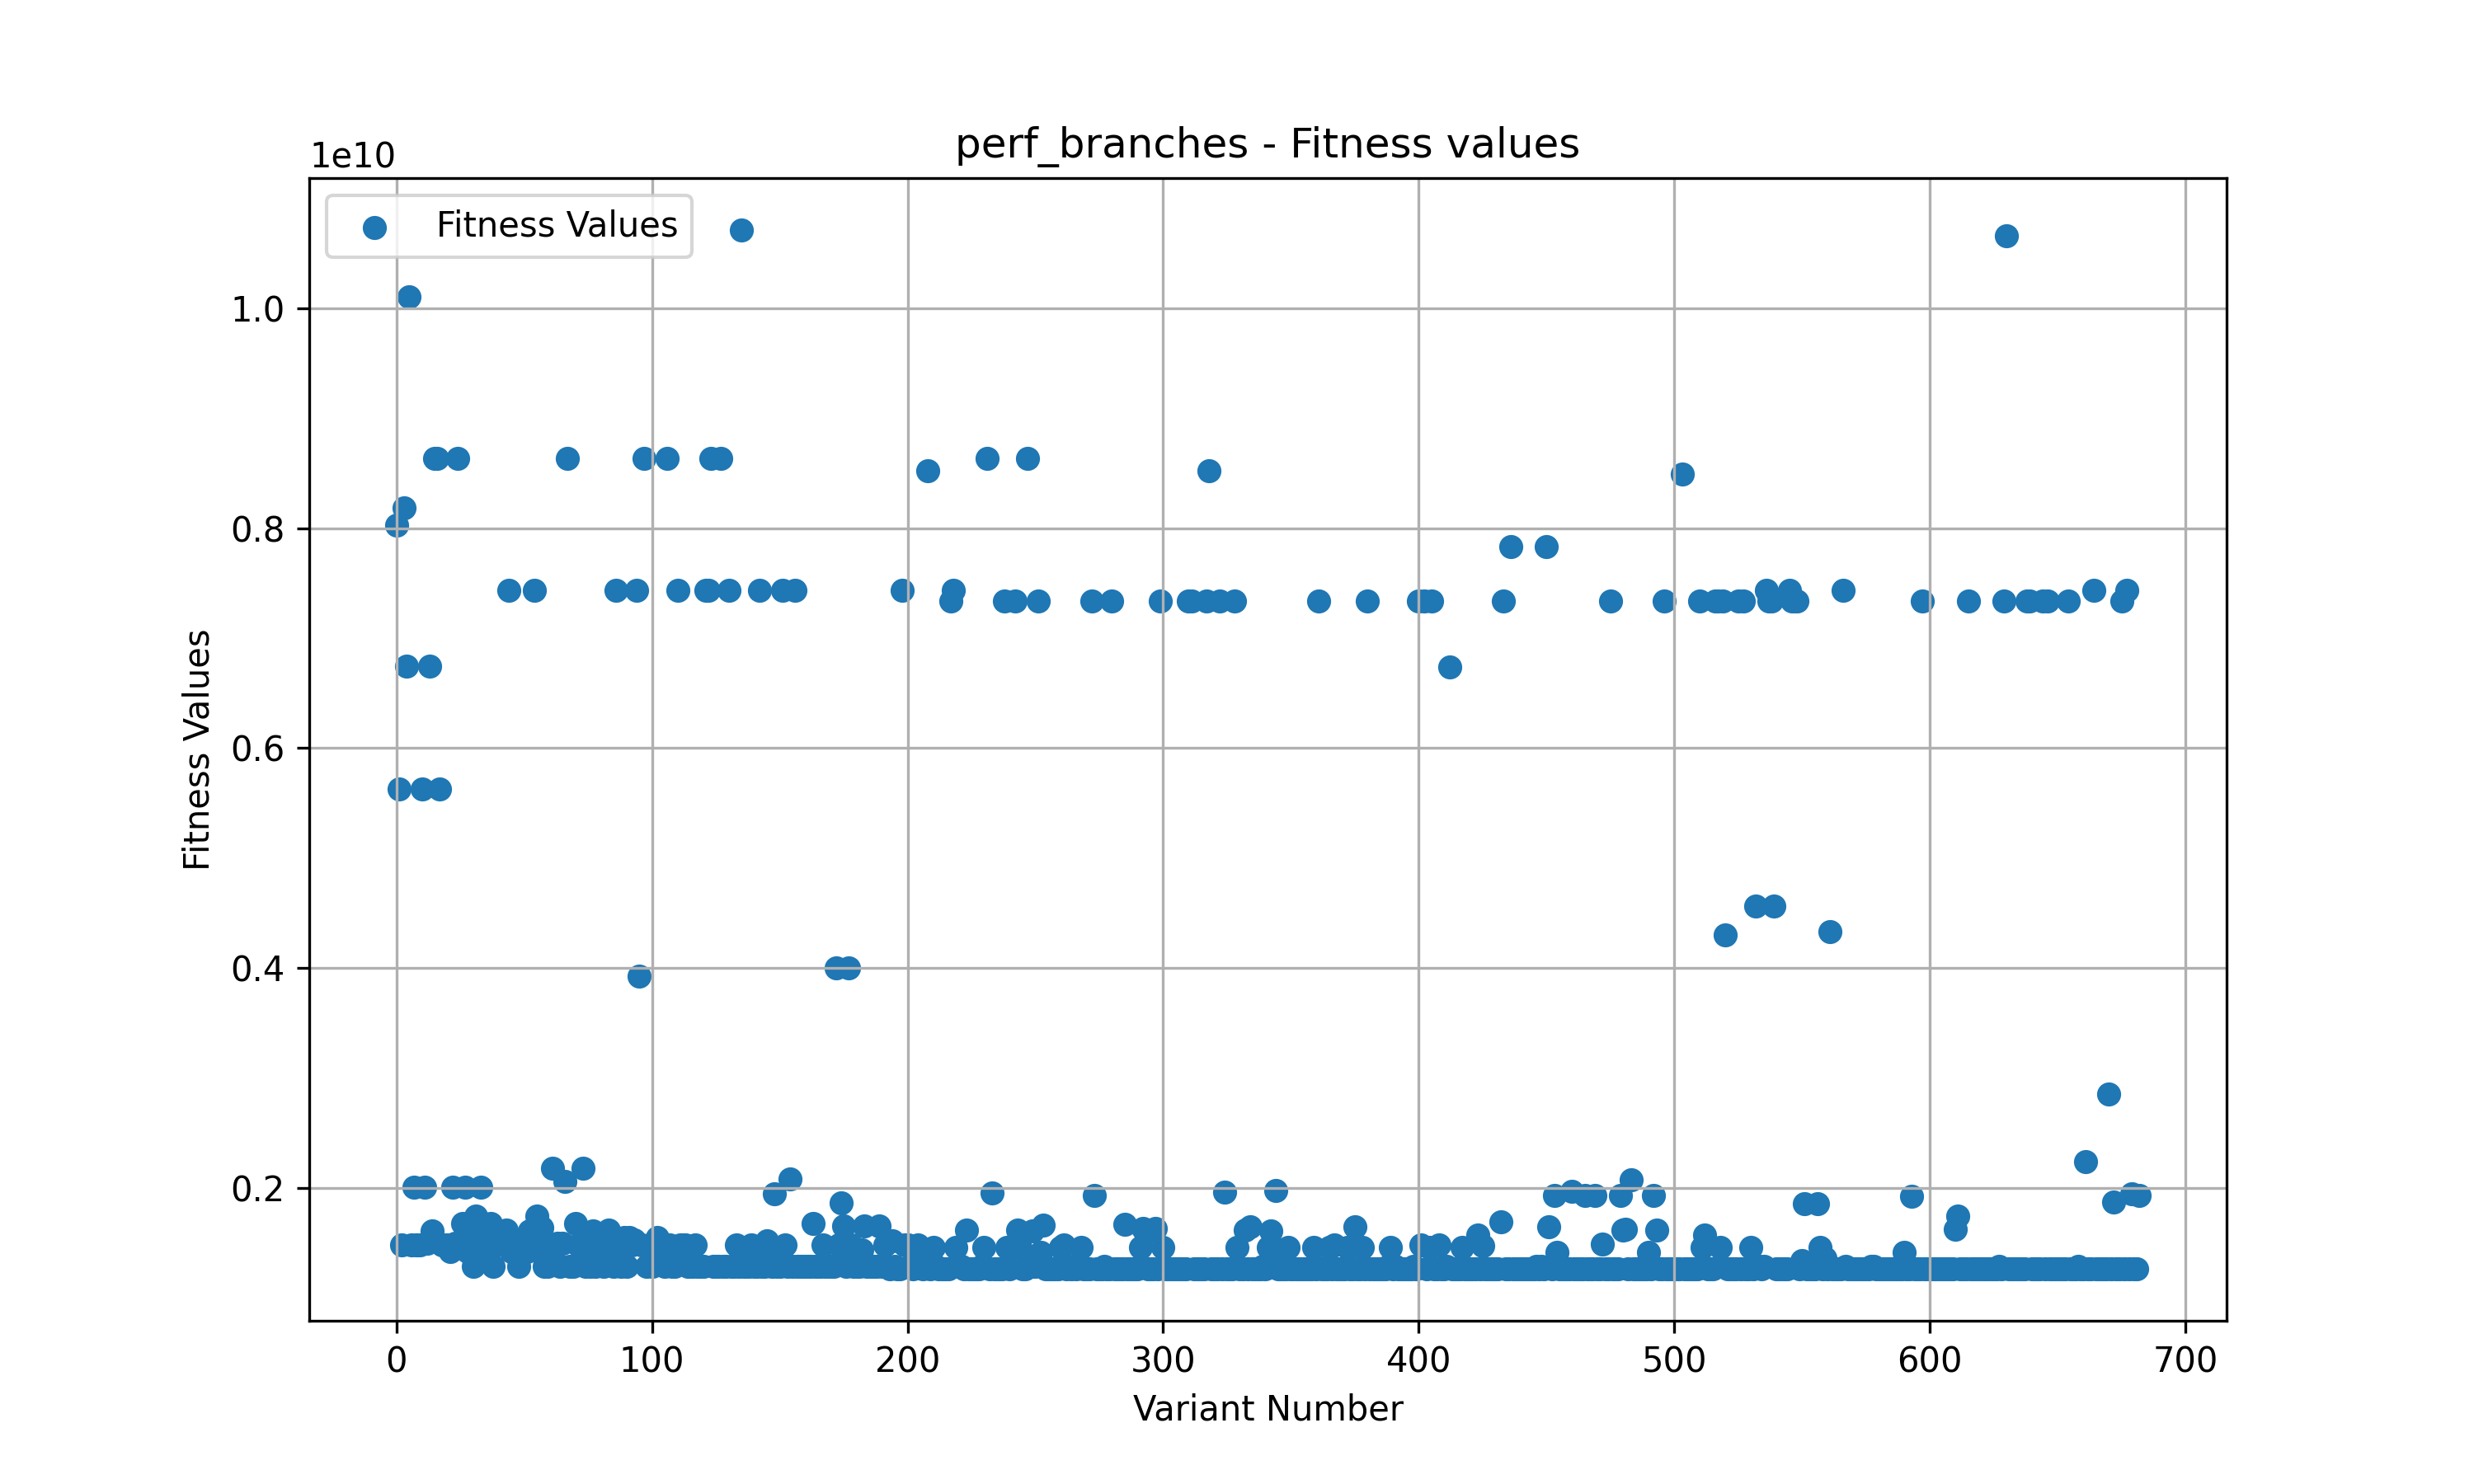 perf_branches - Fitness values
1e10
Fitness Values
1.0
0.8
0.6
0.4
0.2
Fitness Values
0 100 200 300 400 500 600 700
Variant Number